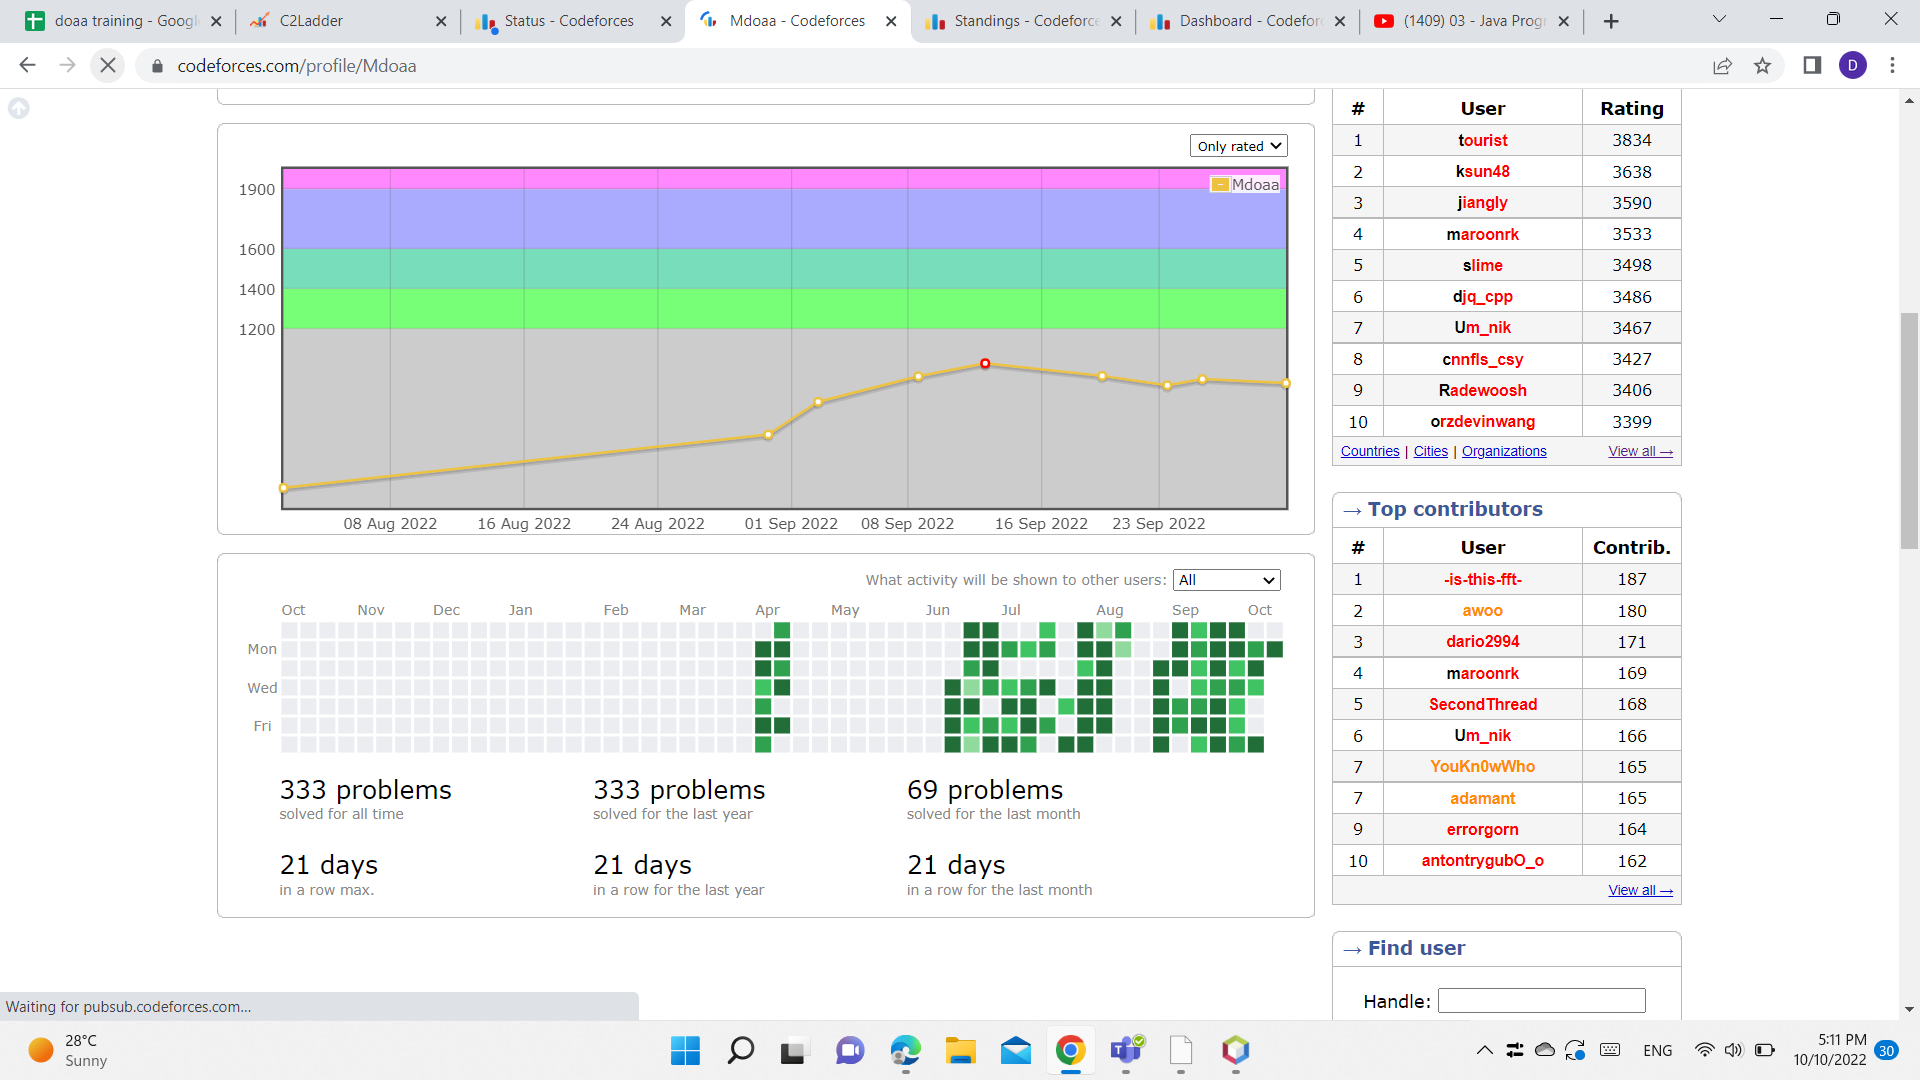 doaa training - Googl
C2Ladder
Status - Codeforces
Mdoaa - Codeforces
Standings - Codeforce
Dashboard - Codefor
(1409) 03 - Java Progr
codeforces.com/profile/Mdoaa
D
Only rated
Mdoaa
1900
1600
1400
1200
08 Aug 2022 16 Aug 2022 24 Aug 2022 01 Sep 2022 08 Sep 2022 16 Sep 2022 23 Sep 2022
What activity will be shown to other users: All
Oct Nov Dec Jan Feb Mar Apr May Jun Jul Aug Sep Oct
Mon
Wed
Fri
333 problems
solved for all time
333 problems
solved for the last year
69 problems
solved for the last month
21 days
in a row max.
21 days
in a row for the last year
21 days
in a row for the last month
# User Rating
1 tourist 3834
2 ksun48 3638
3 jiangly 3590
4 maroonrk 3533
5 slime 3498
6 djq_cpp 3486
7 Um_nik 3467
8 cnnfls_csy 3427
9 Radewoosh 3406
10 orzdevinwang 3399
Countries | Cities | Organizations View all →
→ Top contributors
# User Contrib.
1 -is-this-fft- 187
2 awoo 180
3 dario2994 171
4 maroonrk 169
5 SecondThread 168
6 Um_nik 166
7 YouKn0wWho 165
7 adamant 165
9 errorgorn 164
10 antontrygubO_o 162
View all →
→ Find user
Handle:
Waiting for pubsub.codeforces.com...
28°C
Sunny
ENG
5:11 PM
10/10/2022
30